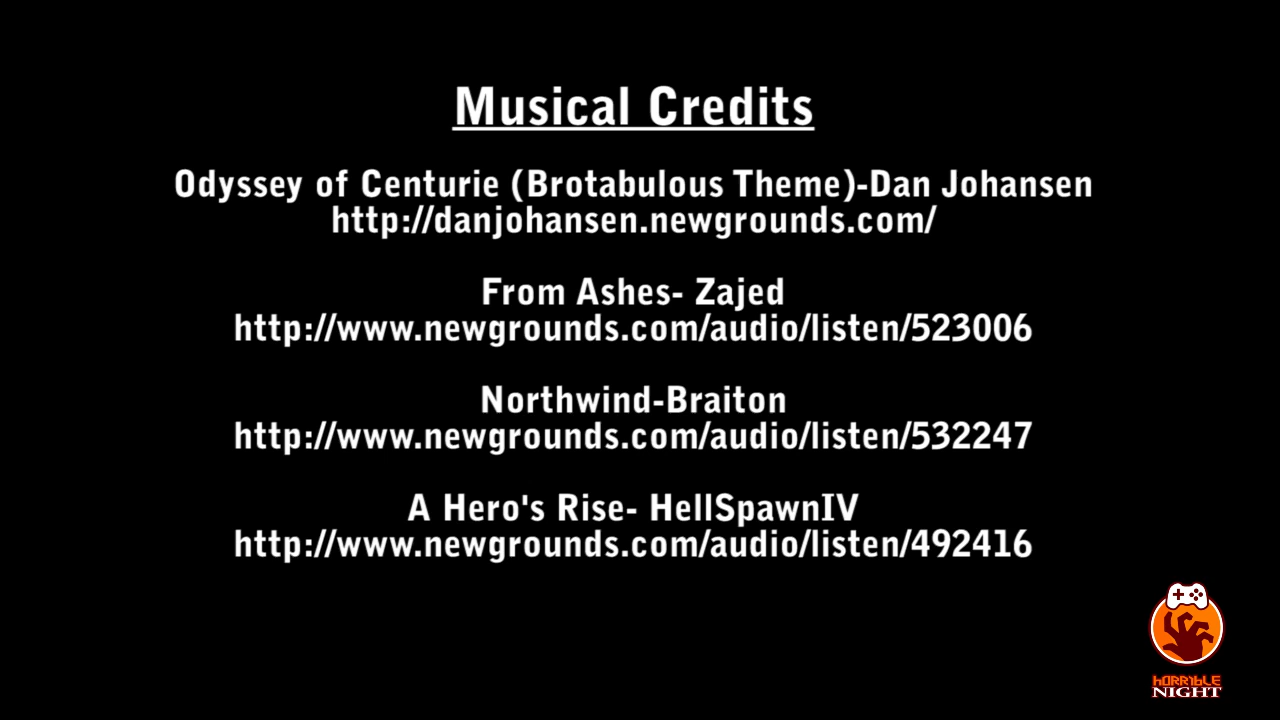 Musical Credits
Odyssey of Centurie (Brotabulous Theme)-Dan Johansen
http://danjohansen.newgrounds.com/
From Ashes- Zajed
http://www.newgrounds.com/audio/listen/523006
Northwind-Braiton
http://www.newgrounds.com/audio/listen/532247
A Hero's Rise- HellSpawnIV
http://www.newgrounds.com/audio/listen/492416
HORRIBLE
NIGHT